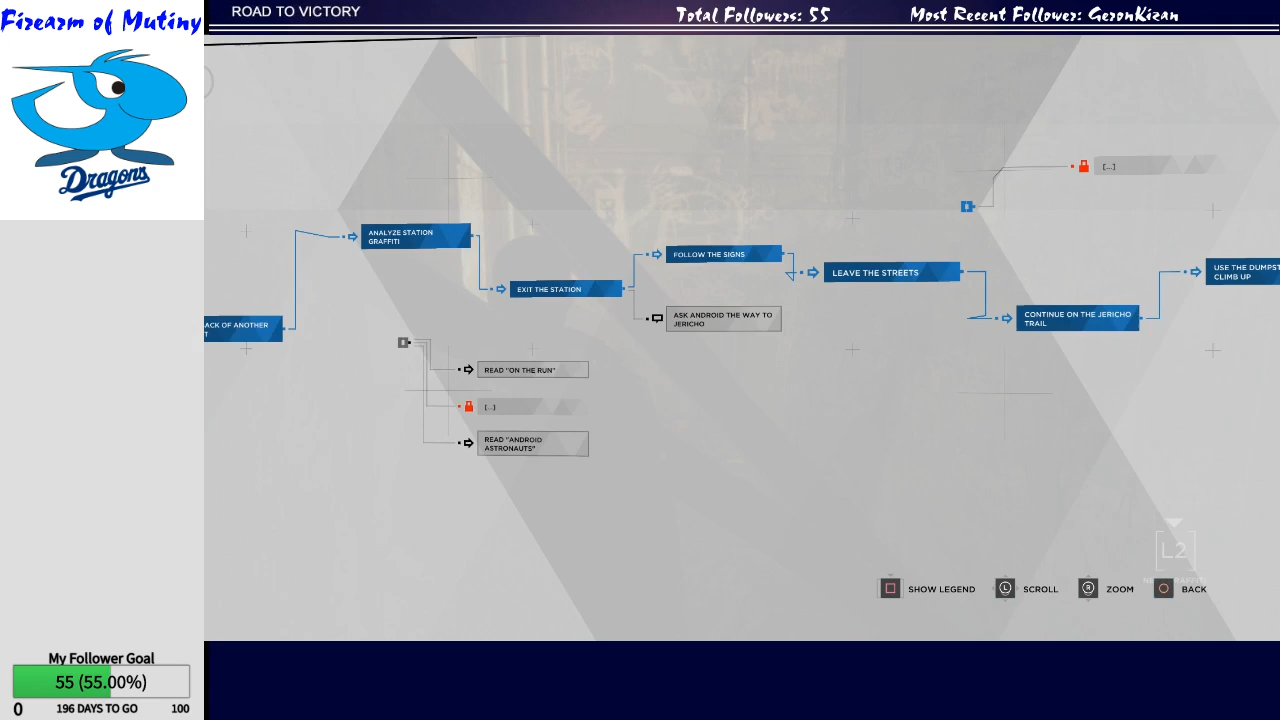 Firearm of Mutiny
ROAD TO VICTORY
Total Followers: 55
Most Recent Follower: GeronKizan
Dragons
[...]
ANALYZE STATION
GRAFFITI
FOLLOW THE SIGNS
LEAVE THE STREETS
USE THE DUMPST
CLIMB UP
EXIT THE STATION
ASK ANDROID THE WAY TO
JERICHO
CONTINUE ON THE JERICHO
TRAIL
ACK OF ANOTHER
T
READ "ON THE RUN"
[...]
READ "ANDROID
ASTRONAUTS"
L2
SHOW LEGEND
L
SCROLL
R
ZOOM
BACK
My Follower Goal
55 (55.00%)
0
196 DAYS TO GO
100